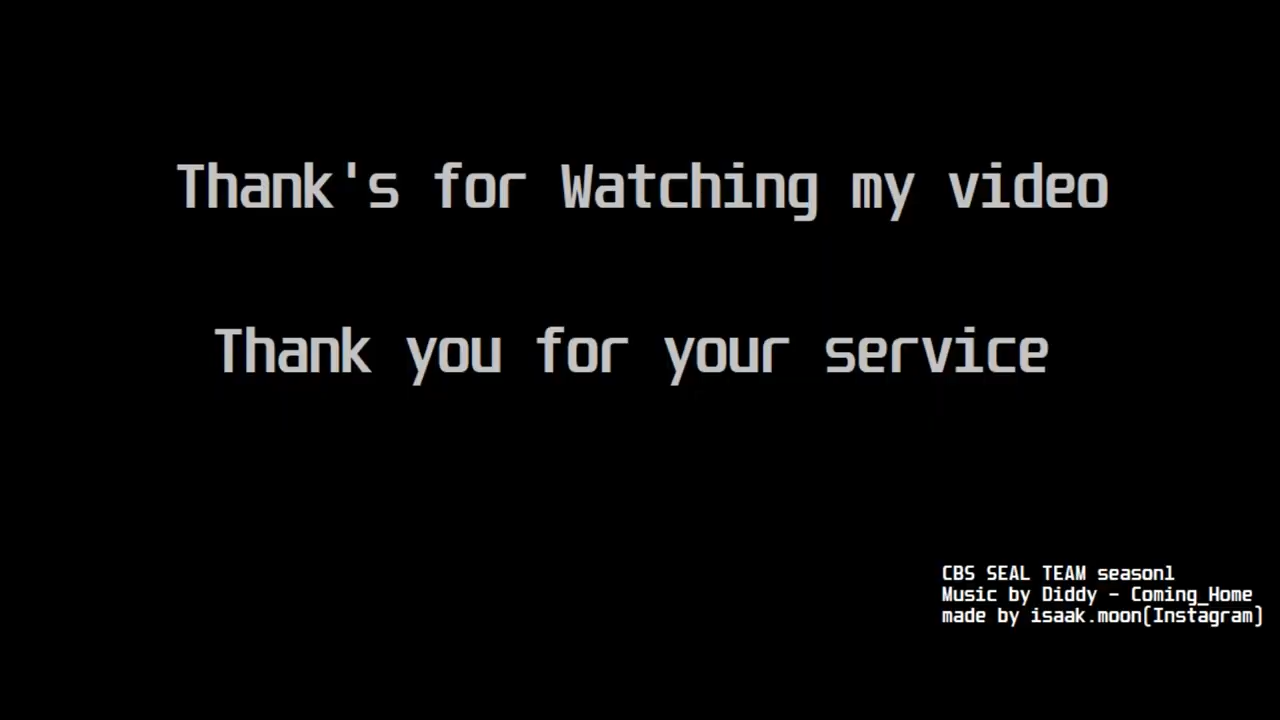 Thank's for Watching my video
Thank you for your service
CBS SEAL TEAM season1
Music by Diddy - Coming_Home
made by isaak.moon(Instagram)